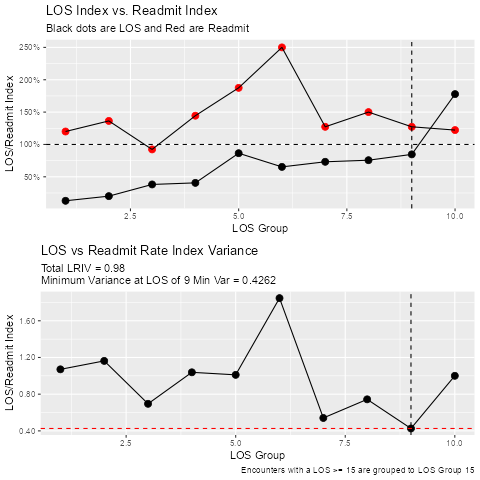 LOS Index vs. Readmit Index
Black dots are LOS and Red are Readmit
LOS/Readmit Index
250%
200%
150%
100%
50%
2.5
5.0
7.5
10.0
LOS Group
LOS vs Readmit Rate Index Variance
Total LRIV = 0.98
Minimum Variance at LOS of 9 Min Var = 0.4262
LOS/Readmit Index
1.60
1.20
0.80
0.40
2.5
5.0
7.5
10.0
LOS Group
Encounters with a LOS >= 15 are grouped to LOS Group 15